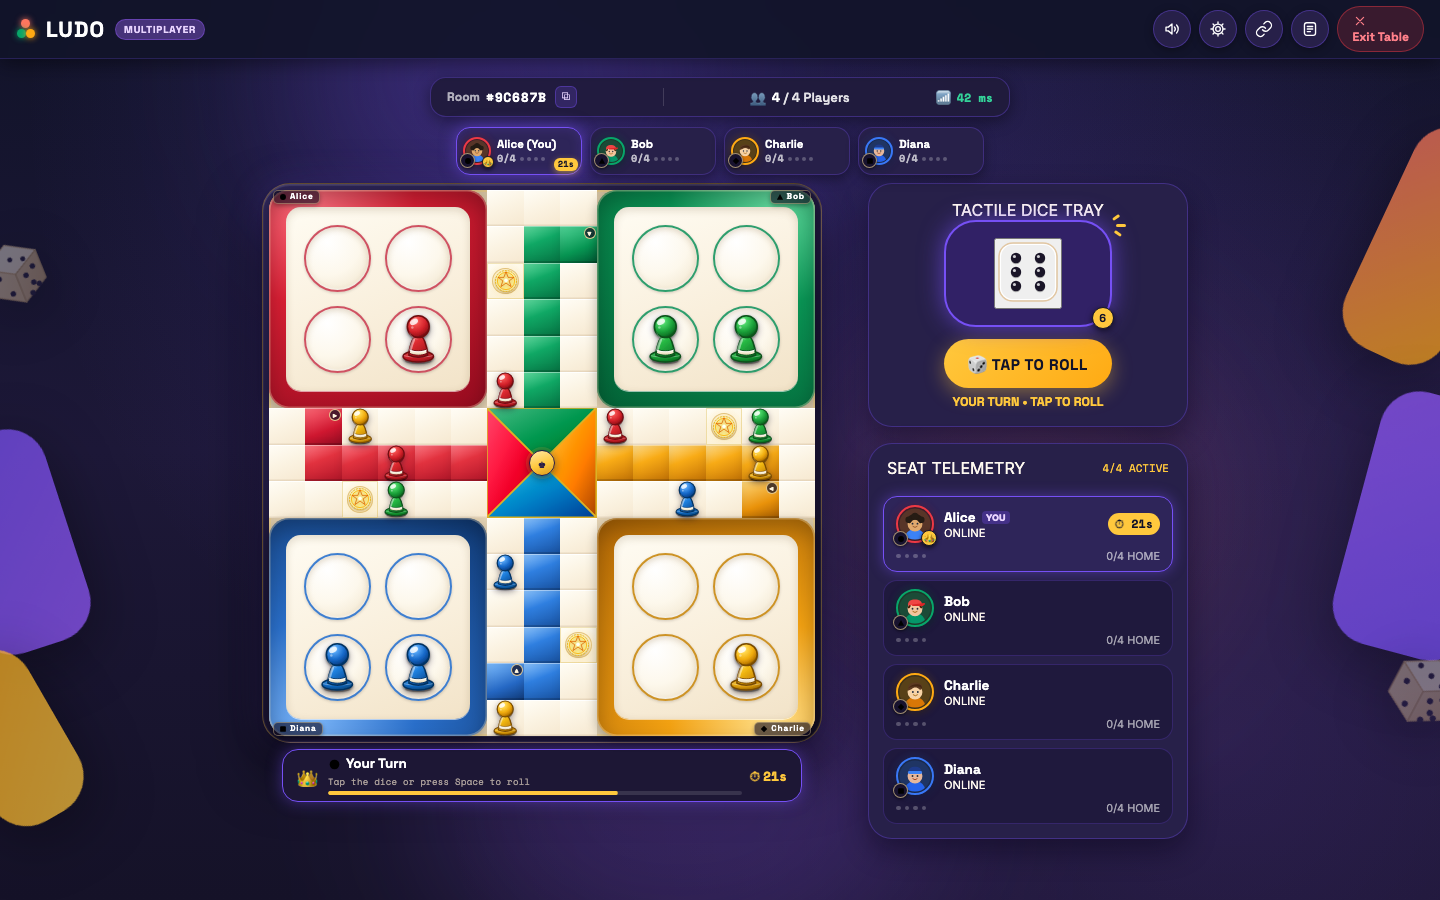 LUDO MULTIPLAYER
Exit Table
Room #9C687B
4 / 4 Players
42 ms
Alice (You)
0/4
21s
Bob
0/4
Charlie
0/4
Diana
0/4
Alice
Bob
Diana
Charlie
TACTILE DICE TRAY
6
TAP TO ROLL
YOUR TURN • TAP TO ROLL
SEAT TELEMETRY
4/4 ACTIVE
Alice YOU
ONLINE
21s
0/4 HOME
Bob
ONLINE
0/4 HOME
Charlie
ONLINE
0/4 HOME
Diana
ONLINE
0/4 HOME
Your Turn
Tap the dice or press Space to roll
21s